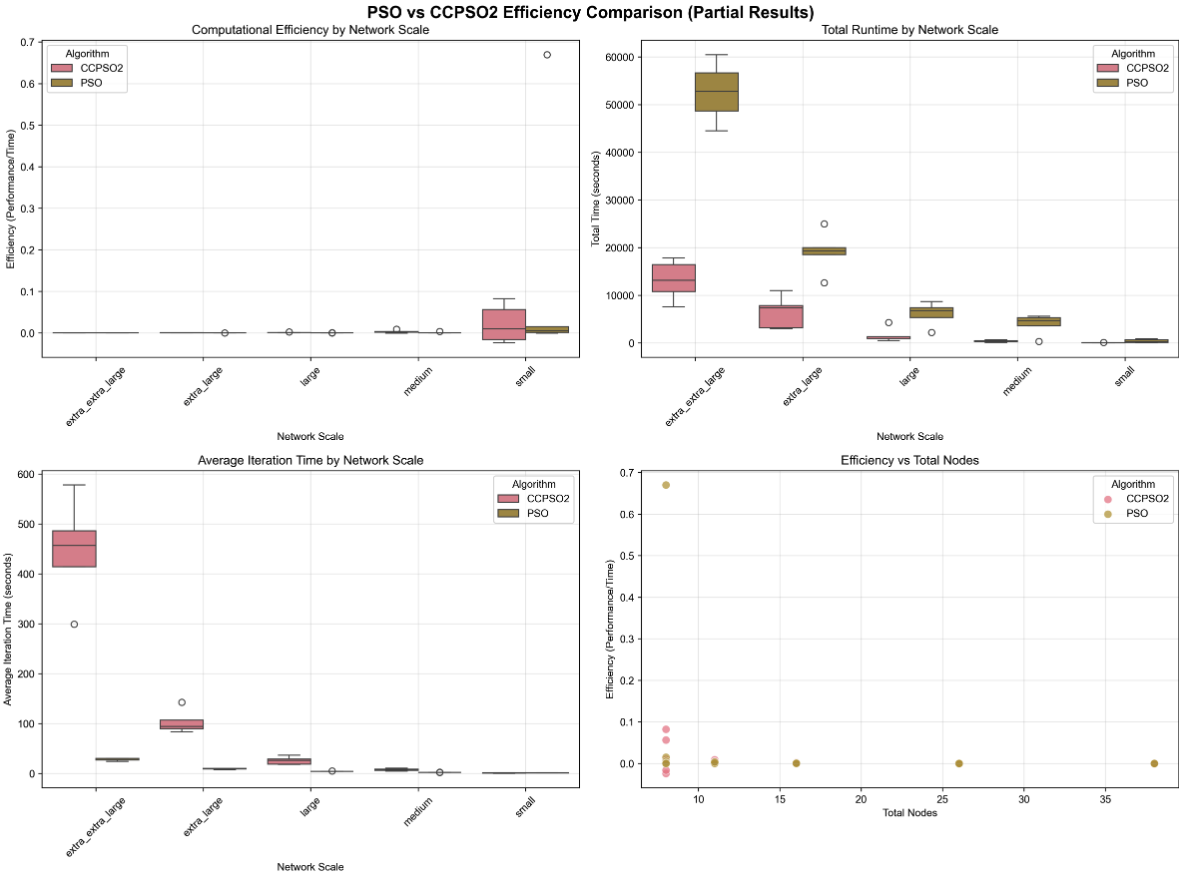 PSO vs CCPSO2 Efficiency Comparison (Partial Results)
Computational Efficiency by Network Scale
Algorithm
CCPSO2
PSO
Efficiency (Performance/Time)
0.7
0.6
0.5
0.4
0.3
0.2
0.1
0.0
extra_extra_large
extra_large
large
medium
small
Network Scale
Total Runtime by Network Scale
Algorithm
CCPSO2
PSO
Total Time (seconds)
60000
50000
40000
30000
20000
10000
0
extra_extra_large
extra_large
large
medium
small
Network Scale
Average Iteration Time by Network Scale
Algorithm
CCPSO2
PSO
Average Iteration Time (seconds)
600
500
400
300
200
100
0
extra_extra_large
extra_large
large
medium
small
Network Scale
Efficiency vs Total Nodes
Algorithm
CCPSO2
PSO
Efficiency (Performance/Time)
0.7
0.6
0.5
0.4
0.3
0.2
0.1
0.0
10
15
20
25
30
35
Total Nodes